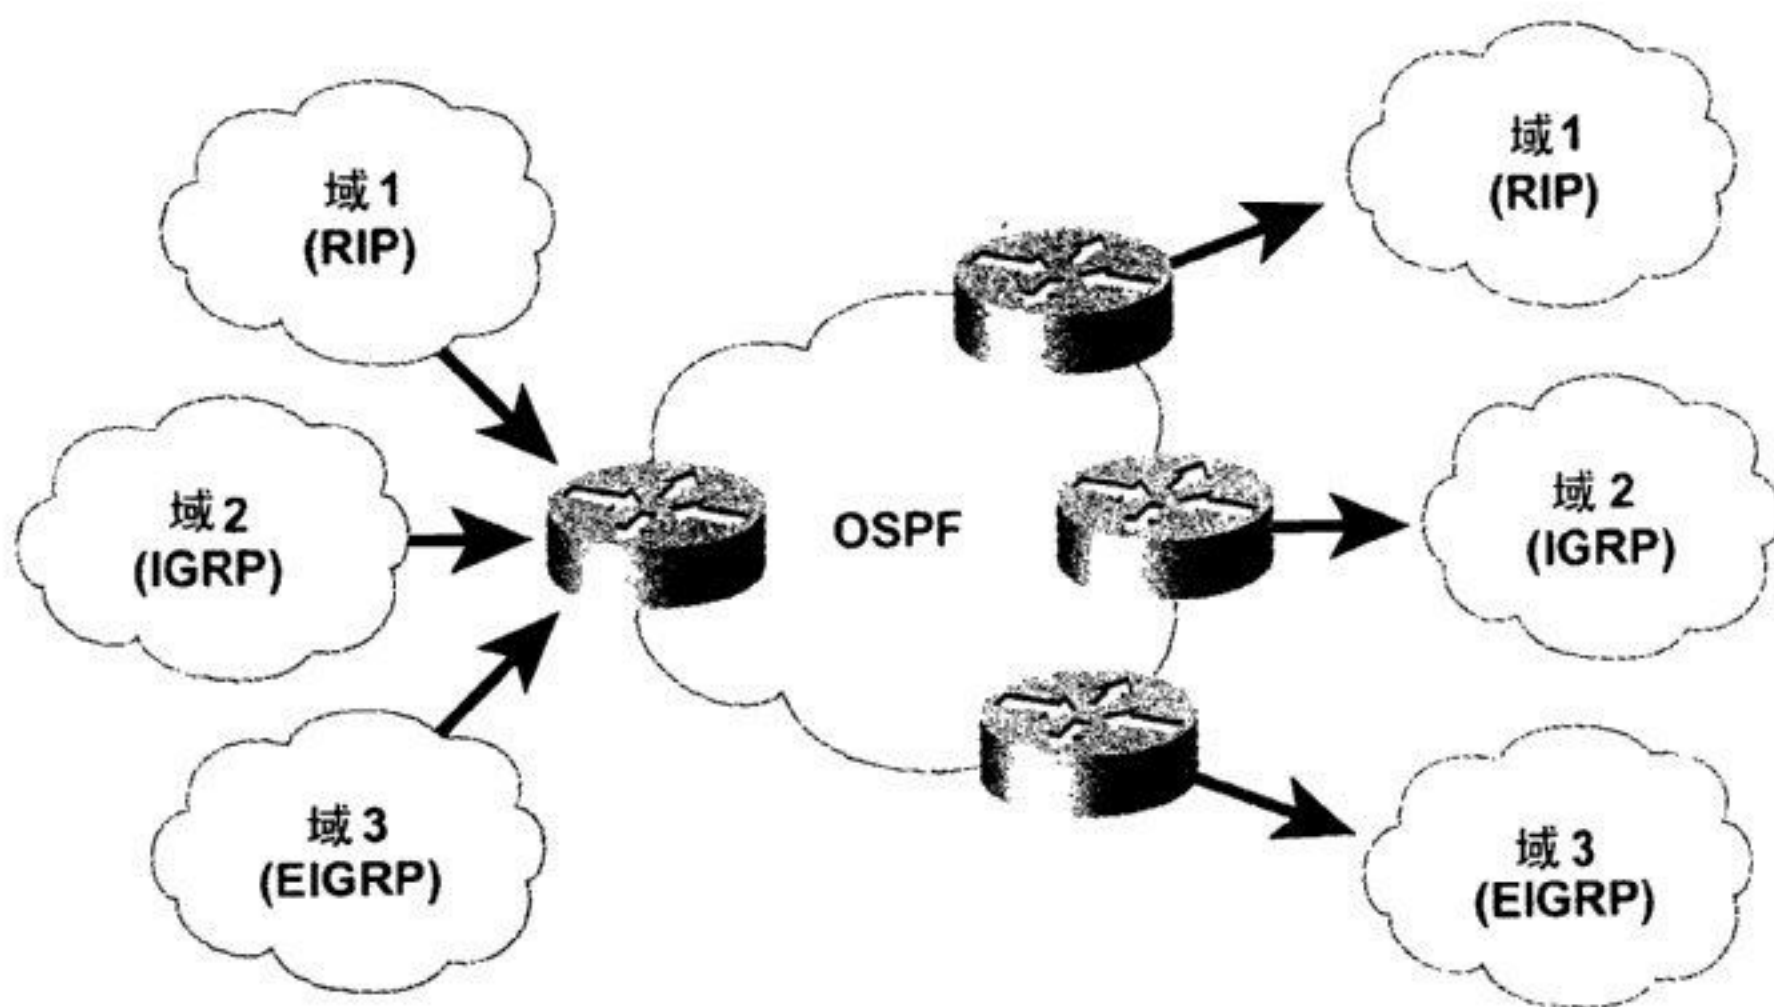 域1
(RIP)
域2
(IGRP)
域3
(EIGRP)
OSPF
域1
(RIP)
域2
(IGRP)
域3
(EIGRP)